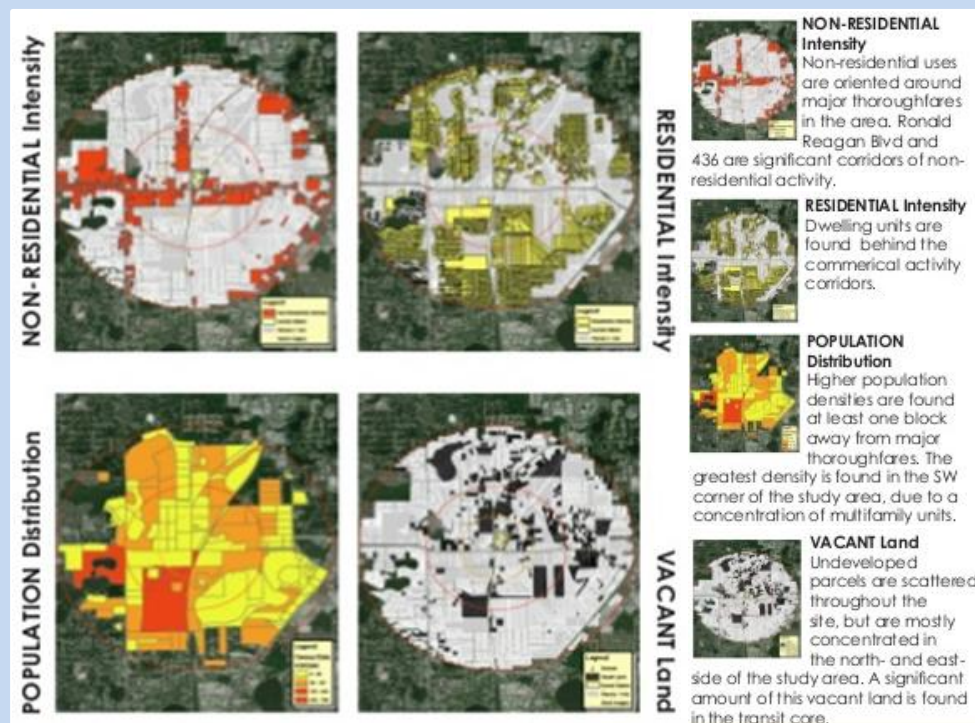 NON-RESIDENTIAL Intensity
RESIDENTIAL Intensity
POPULATION Distribution
VACANT Land
Legend
Legend
Legend
Legend
NON-RESIDENTIAL
Intensity
Non-residential uses
are oriented around
major thoroughfares
in the area. Ronald
Reagan Blvd and
436 are significant corridors of non-
residential activity.
RESIDENTIAL Intensity
Dwelling units are
found behind the
commerical activity
corridors.
POPULATION
Distribution
Higher population
densities are found
at least one block
away from major
thoroughfares. The
greatest density is found in the SW
corner of the study area, due to a
concentration of multifamily units.
VACANT Land
Undeveloped
parcels are scattered
throughout the
site, but are mostly
concentrated in
the north- and east-
side of the study area. A significant
amount of this vacant land is found
in the transit core.